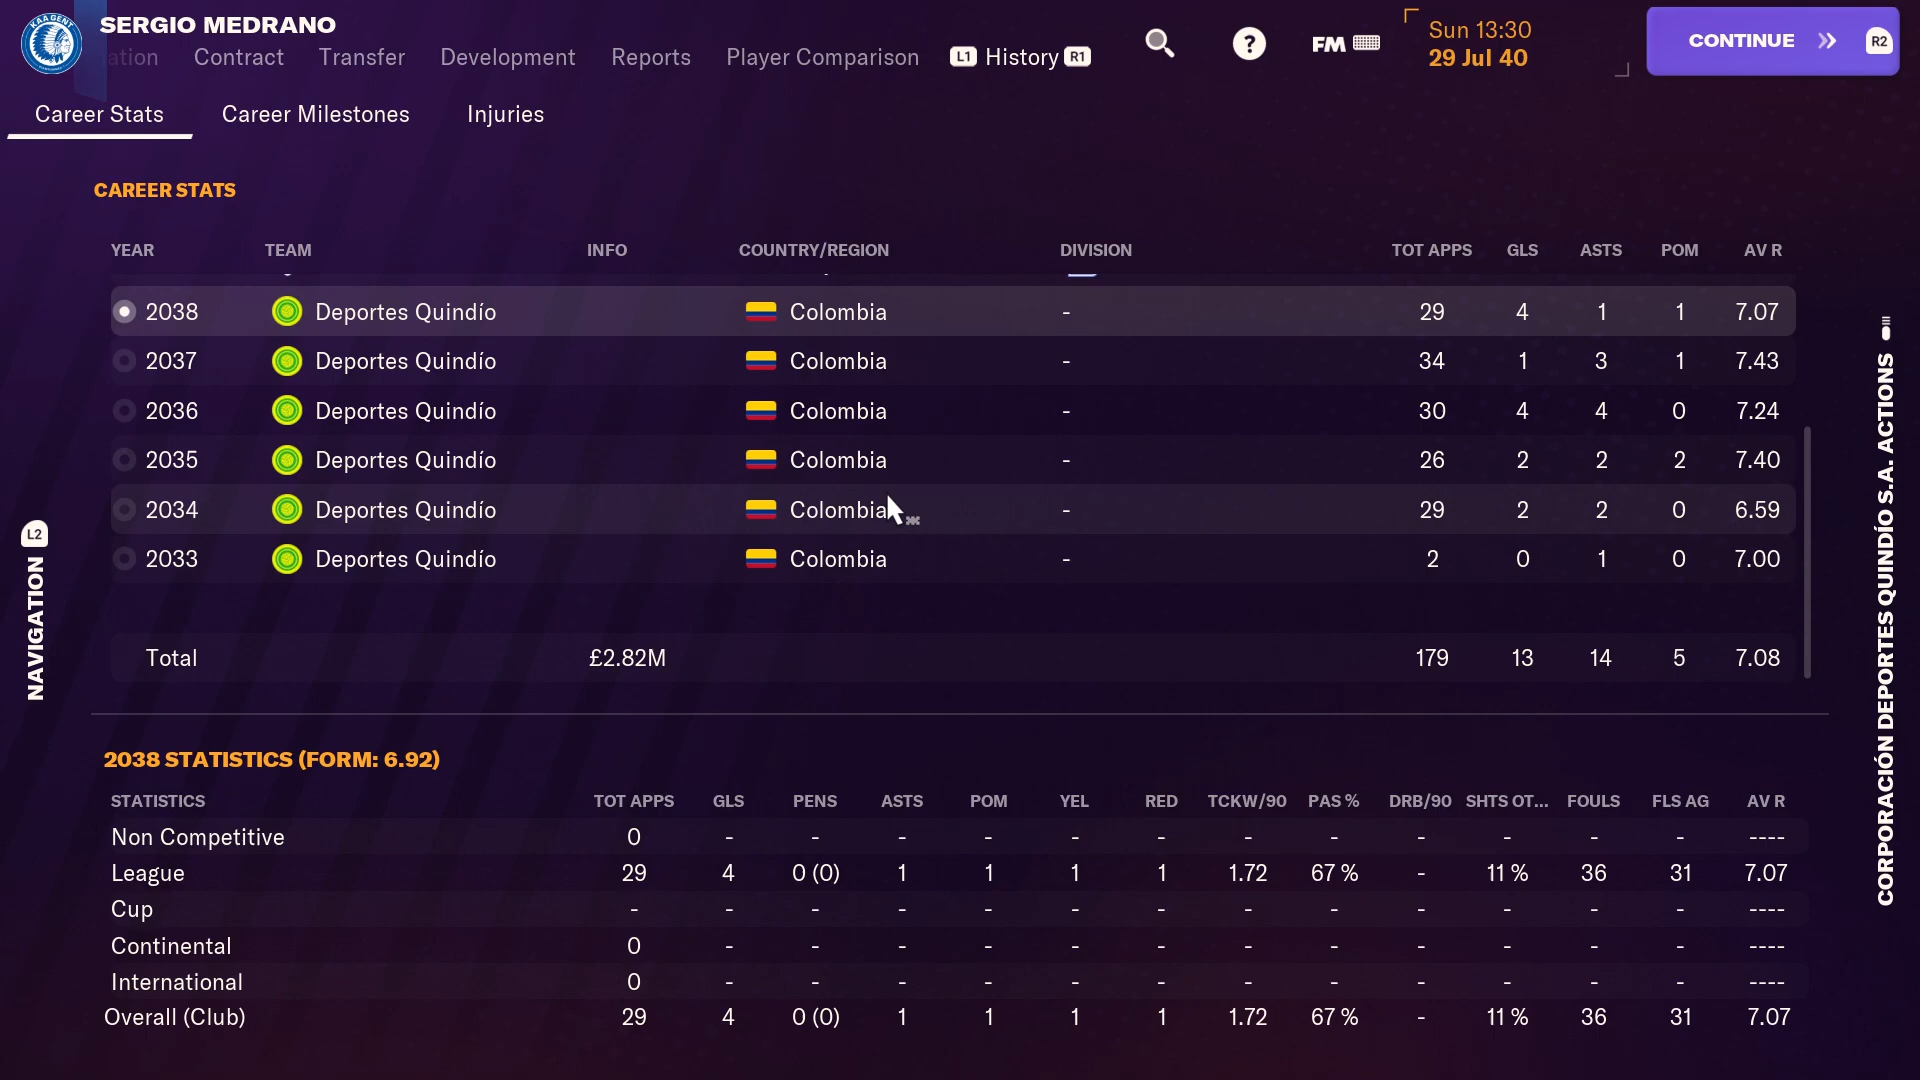 SERGIO MEDRANO
ation Contract Transfer Development Reports Player Comparison L1 History R1
? FM Sun 13:30
29 Jul 40
CONTINUE R2
KAA GENT
Career Stats Career Milestones Injuries
CAREER STATS
YEAR TEAM INFO COUNTRY/REGION DIVISION TOT APPS GLS ASTS POM AV R
2038 Deportes Quindío Colombia - 29 4 1 1 7.07
2037 Deportes Quindío Colombia - 34 1 3 1 7.43
2036 Deportes Quindío Colombia - 30 4 4 0 7.24
2035 Deportes Quindío Colombia - 26 2 2 2 7.40
2034 Deportes Quindío Colombia - 29 2 2 0 6.59
2033 Deportes Quindío Colombia - 2 0 1 0 7.00
Total £2.82M 179 13 14 5 7.08
2038 STATISTICS (FORM: 6.92)
STATISTICS TOT APPS GLS PENS ASTS POM YEL RED TCKW/90 PAS % DRB/90 SHTS OT... FOULS FLS AG AV R
Non Competitive 0 - - - - - - - - - - - - ----
League 29 4 0 (0) 1 1 1 1 1.72 67 % - 11 % 36 31 7.07
Cup - - - - - - - - - - - - - ----
Continental 0 - - - - - - - - - - - - ----
International 0 - - - - - - - - - - - - ----
Overall (Club) 29 4 0 (0) 1 1 1 1 1.72 67 % - 11 % 36 31 7.07
NAVIGATION L2
CORPORACIÓN DEPORTES QUINDÍO S.A. ACTIONS